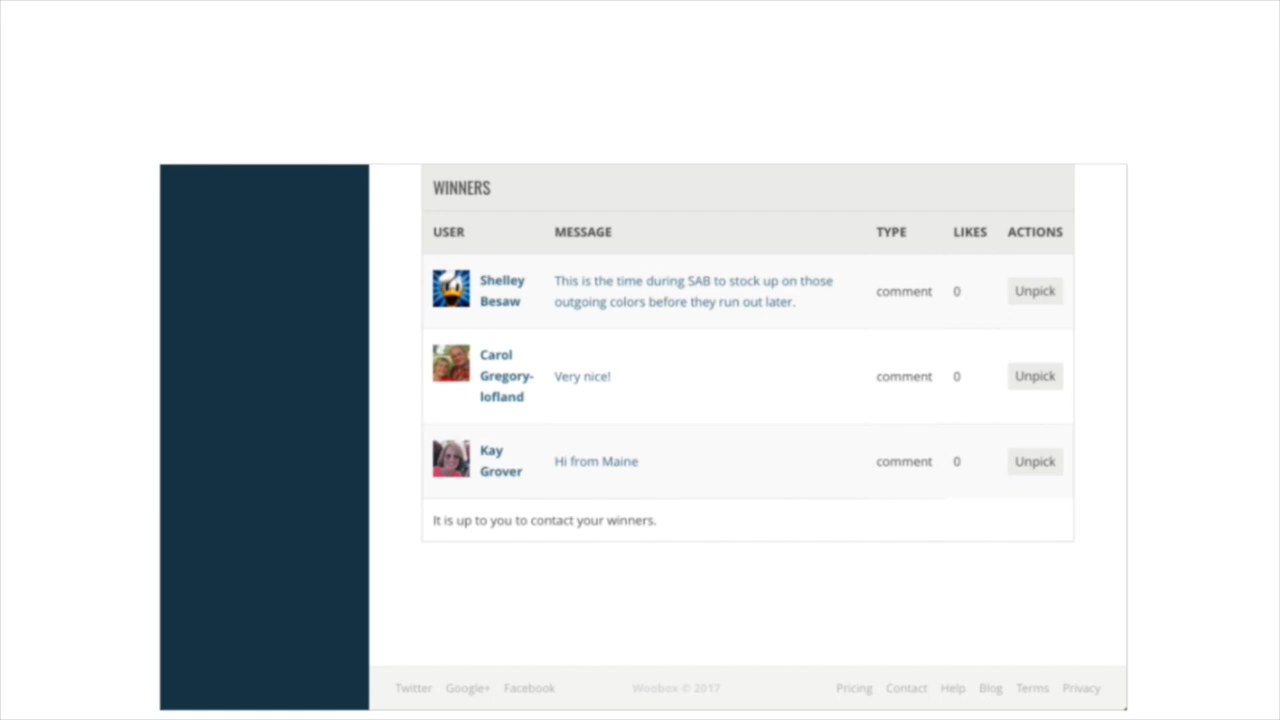 WINNERS
USER MESSAGE TYPE LIKES ACTIONS
Shelley
Besaw
This is the time during SAB to stock up on those
outgoing colors before they run out later.
comment 0 Unpick
Carol
Gregory-
lofland
Very nice!
comment 0 Unpick
Kay
Grover
Hi from Maine
comment 0 Unpick
It is up to you to contact your winners.
Twitter Google+ Facebook Woobox © 2017 Pricing Contact Help Blog Terms Privacy